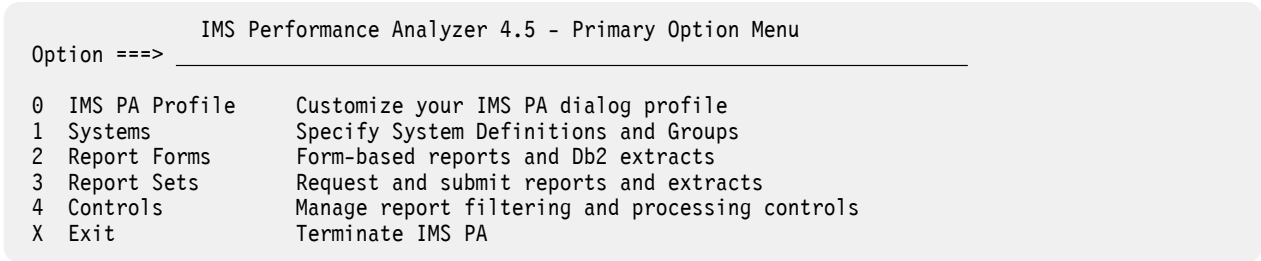 IMS Performance Analyzer 4.5 - Primary Option Menu
Option ===> ____________________________________________________________________
0 IMS PA Profile Customize your IMS PA dialog profile
1 Systems Specify System Definitions and Groups
2 Report Forms Form-based reports and Db2 extracts
3 Report Sets Request and submit reports and extracts
4 Controls Manage report filtering and processing controls
X Exit Terminate IMS PA